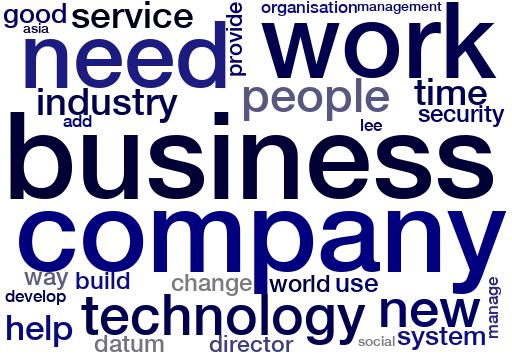 organisation management
good service provide
asia
need work
industry people time
security
add lee
business
company
way build change world use
develop technology new manage
help system
datum director social